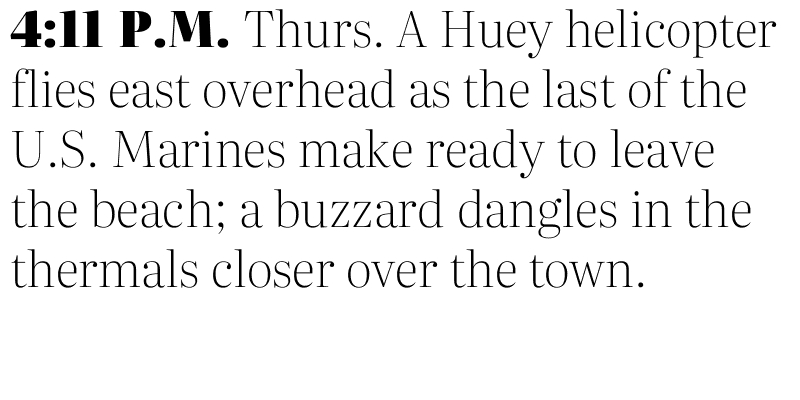 4:11 P.M. Thurs. A Huey helicopter
flies east overhead as the last of the
U.S. Marines make ready to leave
the beach; a buzzard dangles in the
thermals closer over the town.